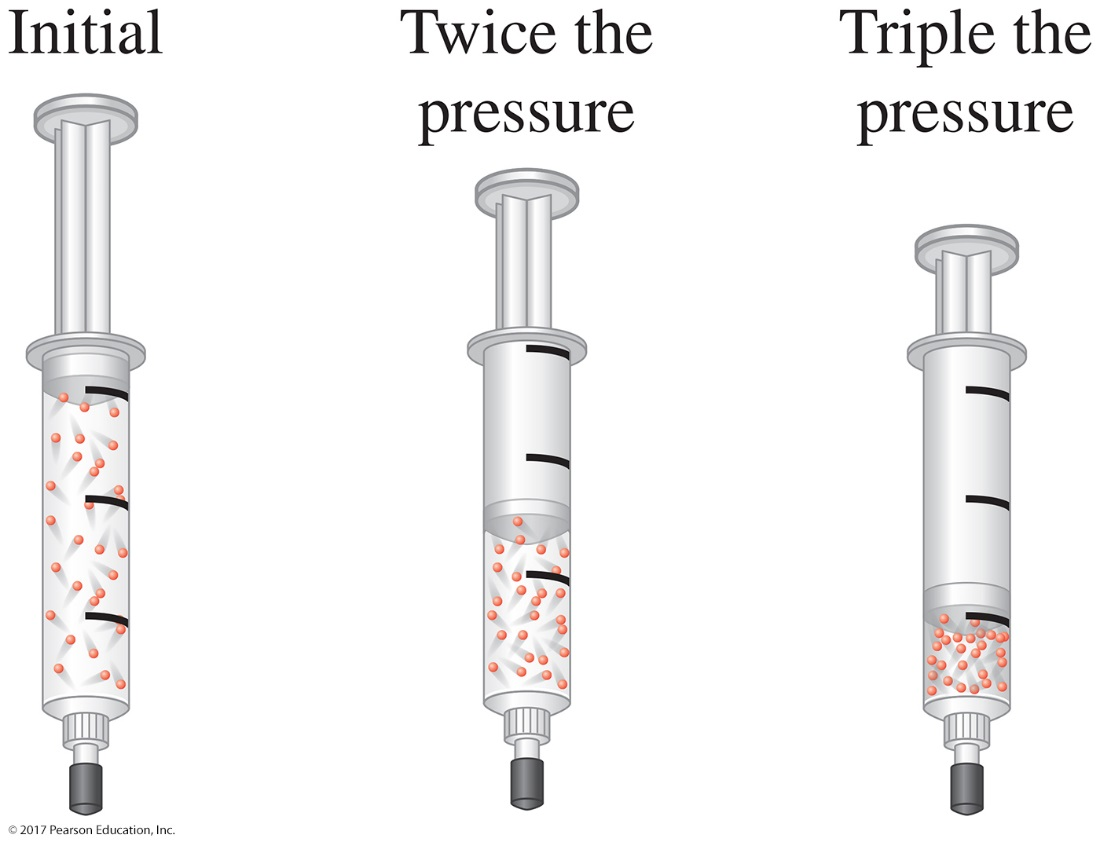 Initial
Twice the
pressure
Triple the
pressure
© 2017 Pearson Education, Inc.